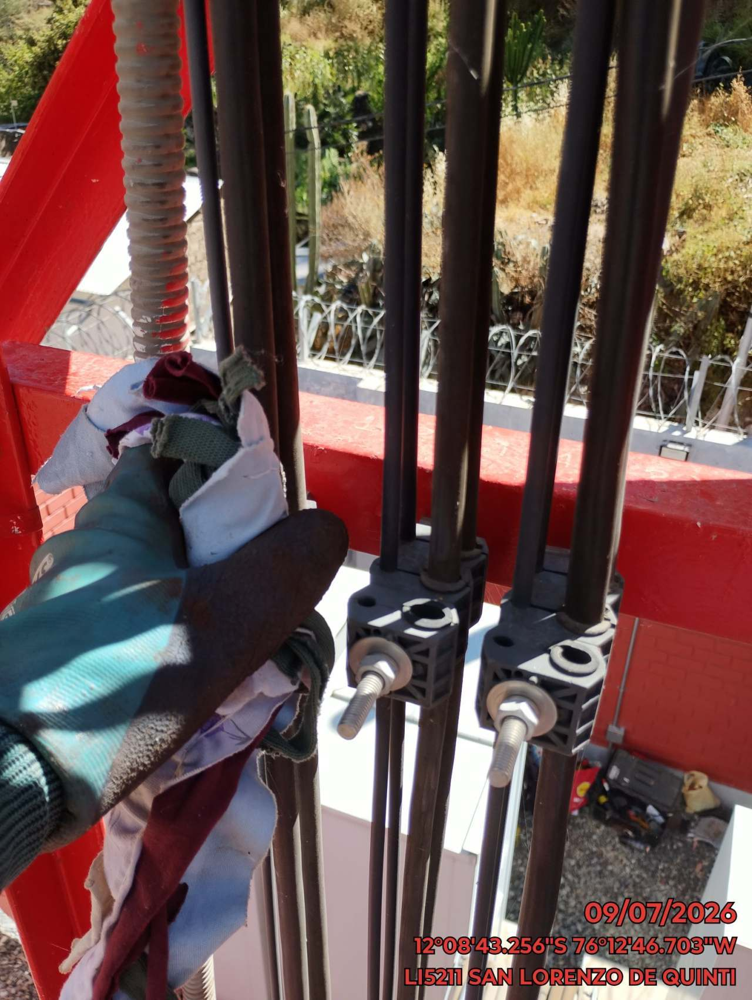 09/07/2026
12°08'43.256"S 76°12'46.703"W
LI5211 SAN LORENZO DE QUINTI